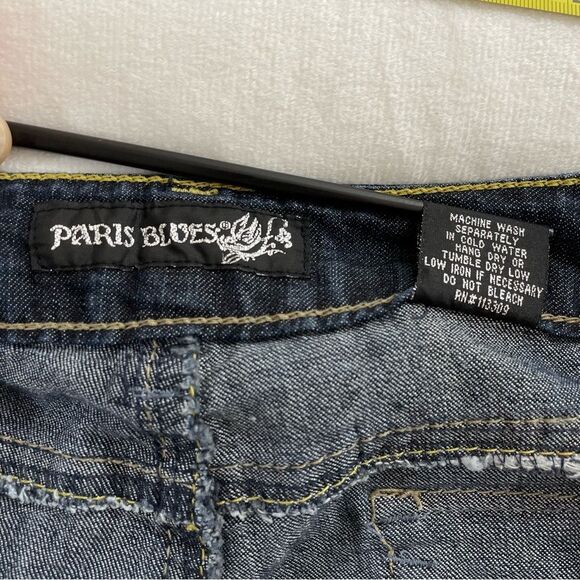 PARIS BLUES®
MACHINE WASH
SEPARATELY
IN COLD WATER
HANG DRY OR
TUMBLE DRY LOW
LOW IRON IF NECESSARY
DO NOT BLEACH
RN#113309